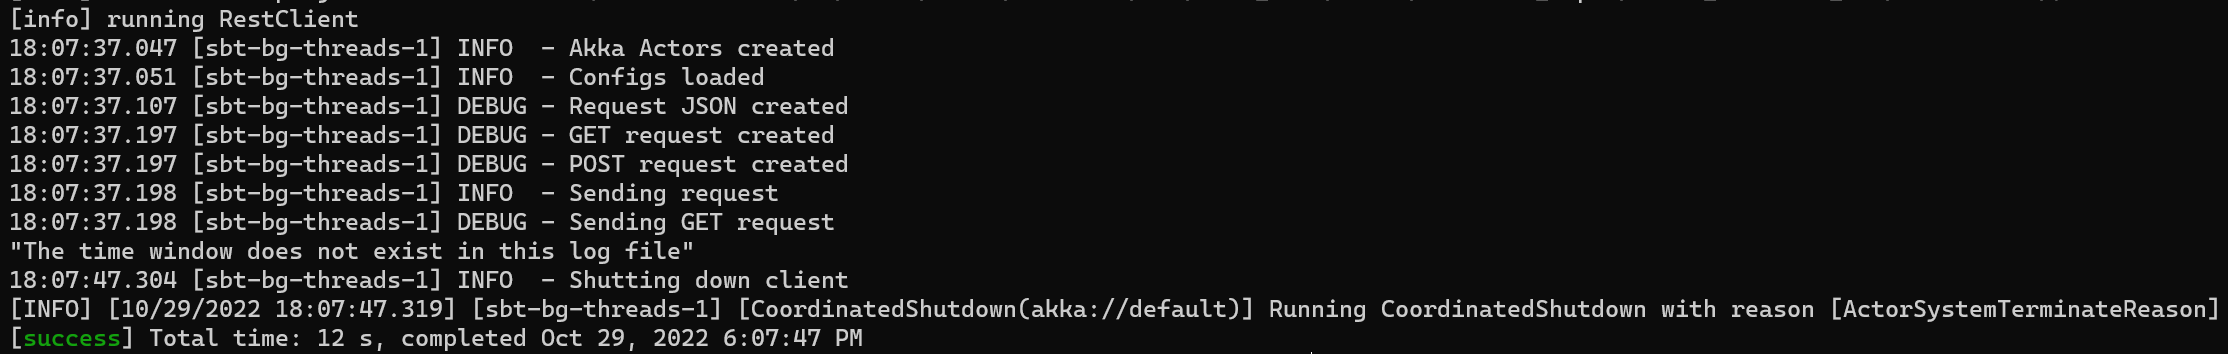 [info] running RestClient
18:07:37.047 [sbt-bg-threads-1] INFO  - Akka Actors created
18:07:37.051 [sbt-bg-threads-1] INFO  - Configs loaded
18:07:37.107 [sbt-bg-threads-1] DEBUG - Request JSON created
18:07:37.197 [sbt-bg-threads-1] DEBUG - GET request created
18:07:37.197 [sbt-bg-threads-1] DEBUG - POST request created
18:07:37.198 [sbt-bg-threads-1] INFO  - Sending request
18:07:37.198 [sbt-bg-threads-1] DEBUG - Sending GET request
"The time window does not exist in this log file"
18:07:47.304 [sbt-bg-threads-1] INFO  - Shutting down client
[INFO] [10/29/2022 18:07:47.319] [sbt-bg-threads-1] [CoordinatedShutdown(akka://default)] Running CoordinatedShutdown with reason [ActorSystemTerminateReason]
[success] Total time: 12 s, completed Oct 29, 2022 6:07:47 PM